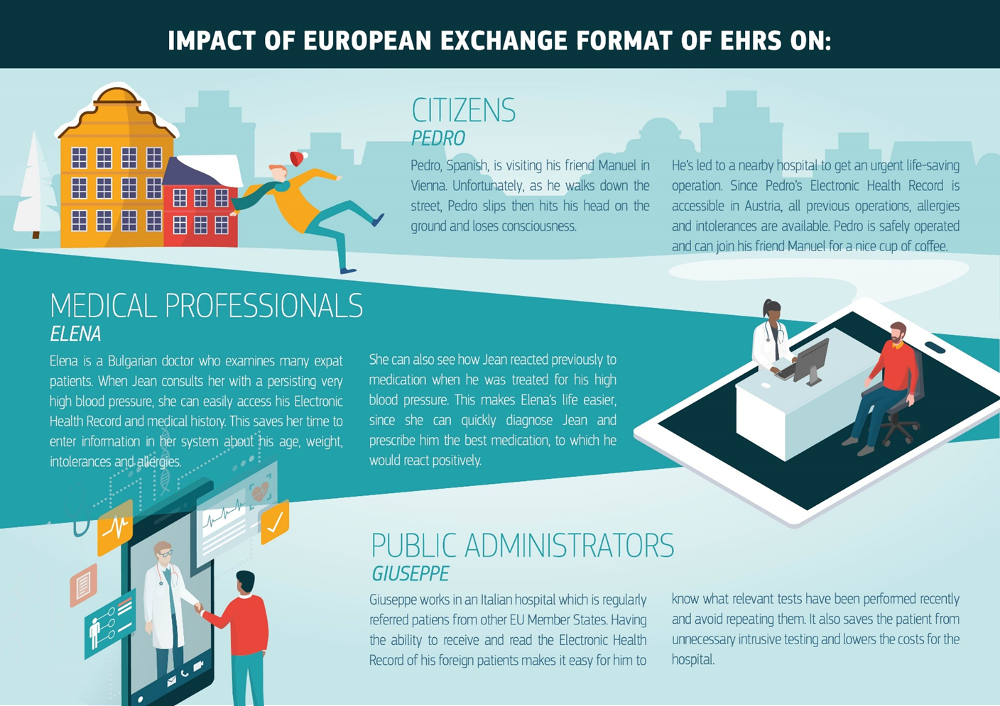 IMPACT OF EUROPEAN EXCHANGE FORMAT OF EHRS ON:
CITIZENS
PEDRO
Pedro, Spanish, is visiting his friend Manuel in
Vienna. Unfortunately, as he walks down the
street, Pedro slips then hits his head on the
ground and loses consciousness.
He's led to a nearby hospital to get an urgent life-saving
operation. Since Pedro's Electronic Health Record is
accessible in Austria, all previous operations, allergies
and intolerances are available. Pedro is safely operated
and can join his friend Manuel for a nice cup of coffee.
MEDICAL PROFESSIONALS
ELENA
Elena is a Bulgarian doctor who examines many expat
patients. When Jean consults her with a persisting very
high blood pressure, she can easily access his Electronic
Health Record and medical history. This saves her time to
enter information in her system about his age, weight,
intolerances and allergies.
She can also see how Jean reacted previously to
medication when he was treated for his high
blood pressure. This makes Elena's life easier,
since she can quickly diagnose Jean and
prescribe him the best medication, to which he
would react positively.
PUBLIC ADMINISTRATORS
GIUSEPPE
Giuseppe works in an Italian hospital which is regularly
referred patiens from other EU Member States. Having
the ability to receive and read the Electronic Health
Record of his foreign patients makes it easy for him to
know what relevant tests have been performed recently
and avoid repeating them. It also saves the patient from
unnecessary intrusive testing and lowers the costs for the
hospital.